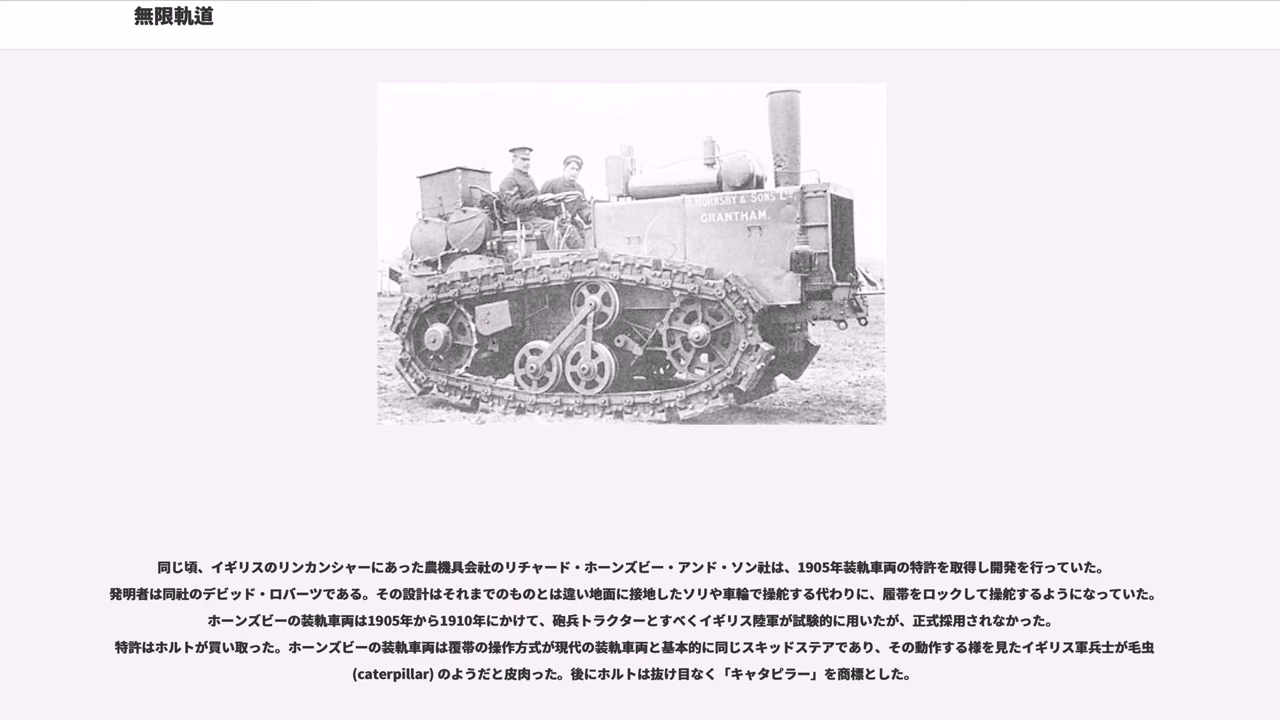 無限軌道
R. HORNSBY & SONS LTD.
GRANTHAM.
同じ頃、イギリスのリンカンシャーにあった農機具会社のリチャード・ホーンズビー・アンド・ソン社は、1905年装軌車両の特許を取得し開発を行っていた。
発明者は同社のデビッド・ロバーツである。その設計はそれまでのものとは違い地面に接地したソリや車輪で操舵する代わりに、履帯をロックして操舵するようになっていた。
ホーンズビーの装軌車両は1905年から1910年にかけて、砲兵トラクターとすべくイギリス陸軍が試験的に用いたが、正式採用されなかった。
特許はホルトが買い取った。ホーンズビーの装軌車両は覆帯の操作方式が現代の装軌車両と基本的に同じスキッドステアであり、その動作する様を見たイギリス軍兵士が毛虫
(caterpillar) のようだと皮肉った。後にホルトは抜け目なく「キャタピラー」を商標とした。